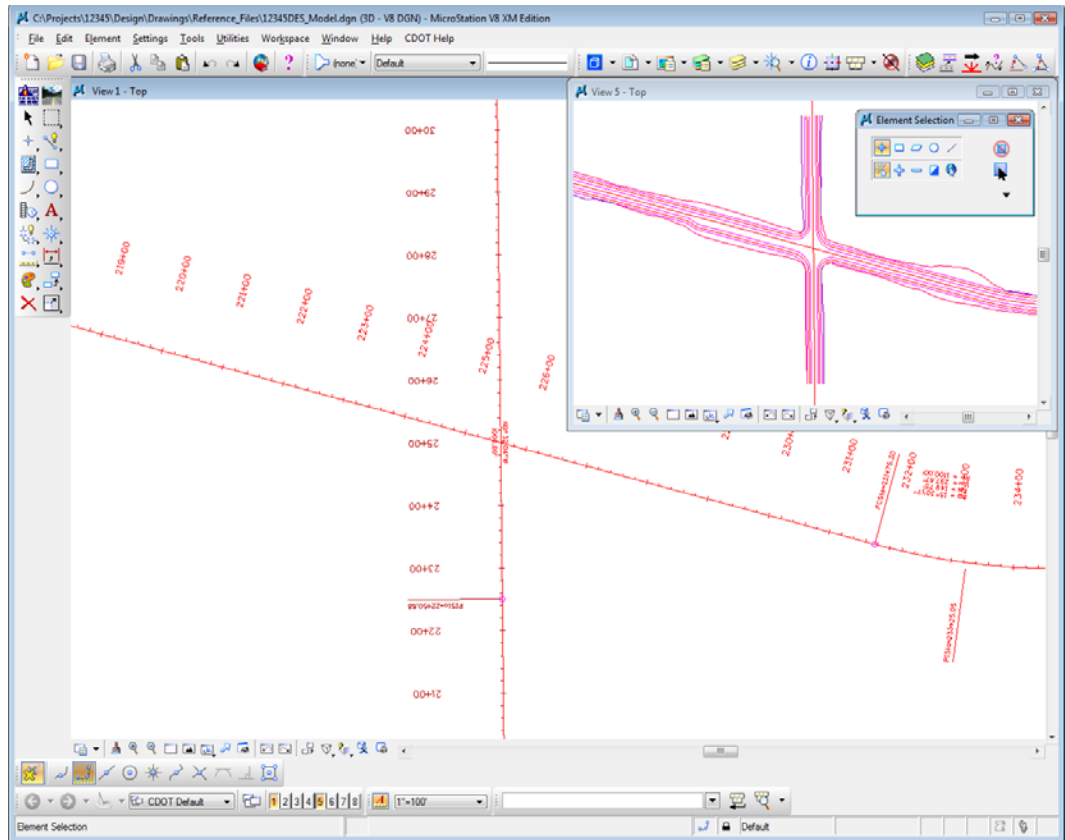 C:\Projects\12345\Design\Drawings\Reference_Files\12345DES_Model.dgn (3D - V8 DGN) - MicroStation V8 XM Edition
File Edit Element Settings Tools Utilities Workspace Window Help CDOT Help
(none) Default
View 1 - Top
View 5 - Top
Element Selection
30+00
29+00
28+00
27+00
26+00
25+00
24+00
23+00
22+00
21+00
219+00
220+00
221+00
222+00
223+00
224+00
225+00
226+00
231+00
232+00
234+00
CDOT Default
1 2 3 4 5 6 7 8
1"=100'
Element Selection
Default